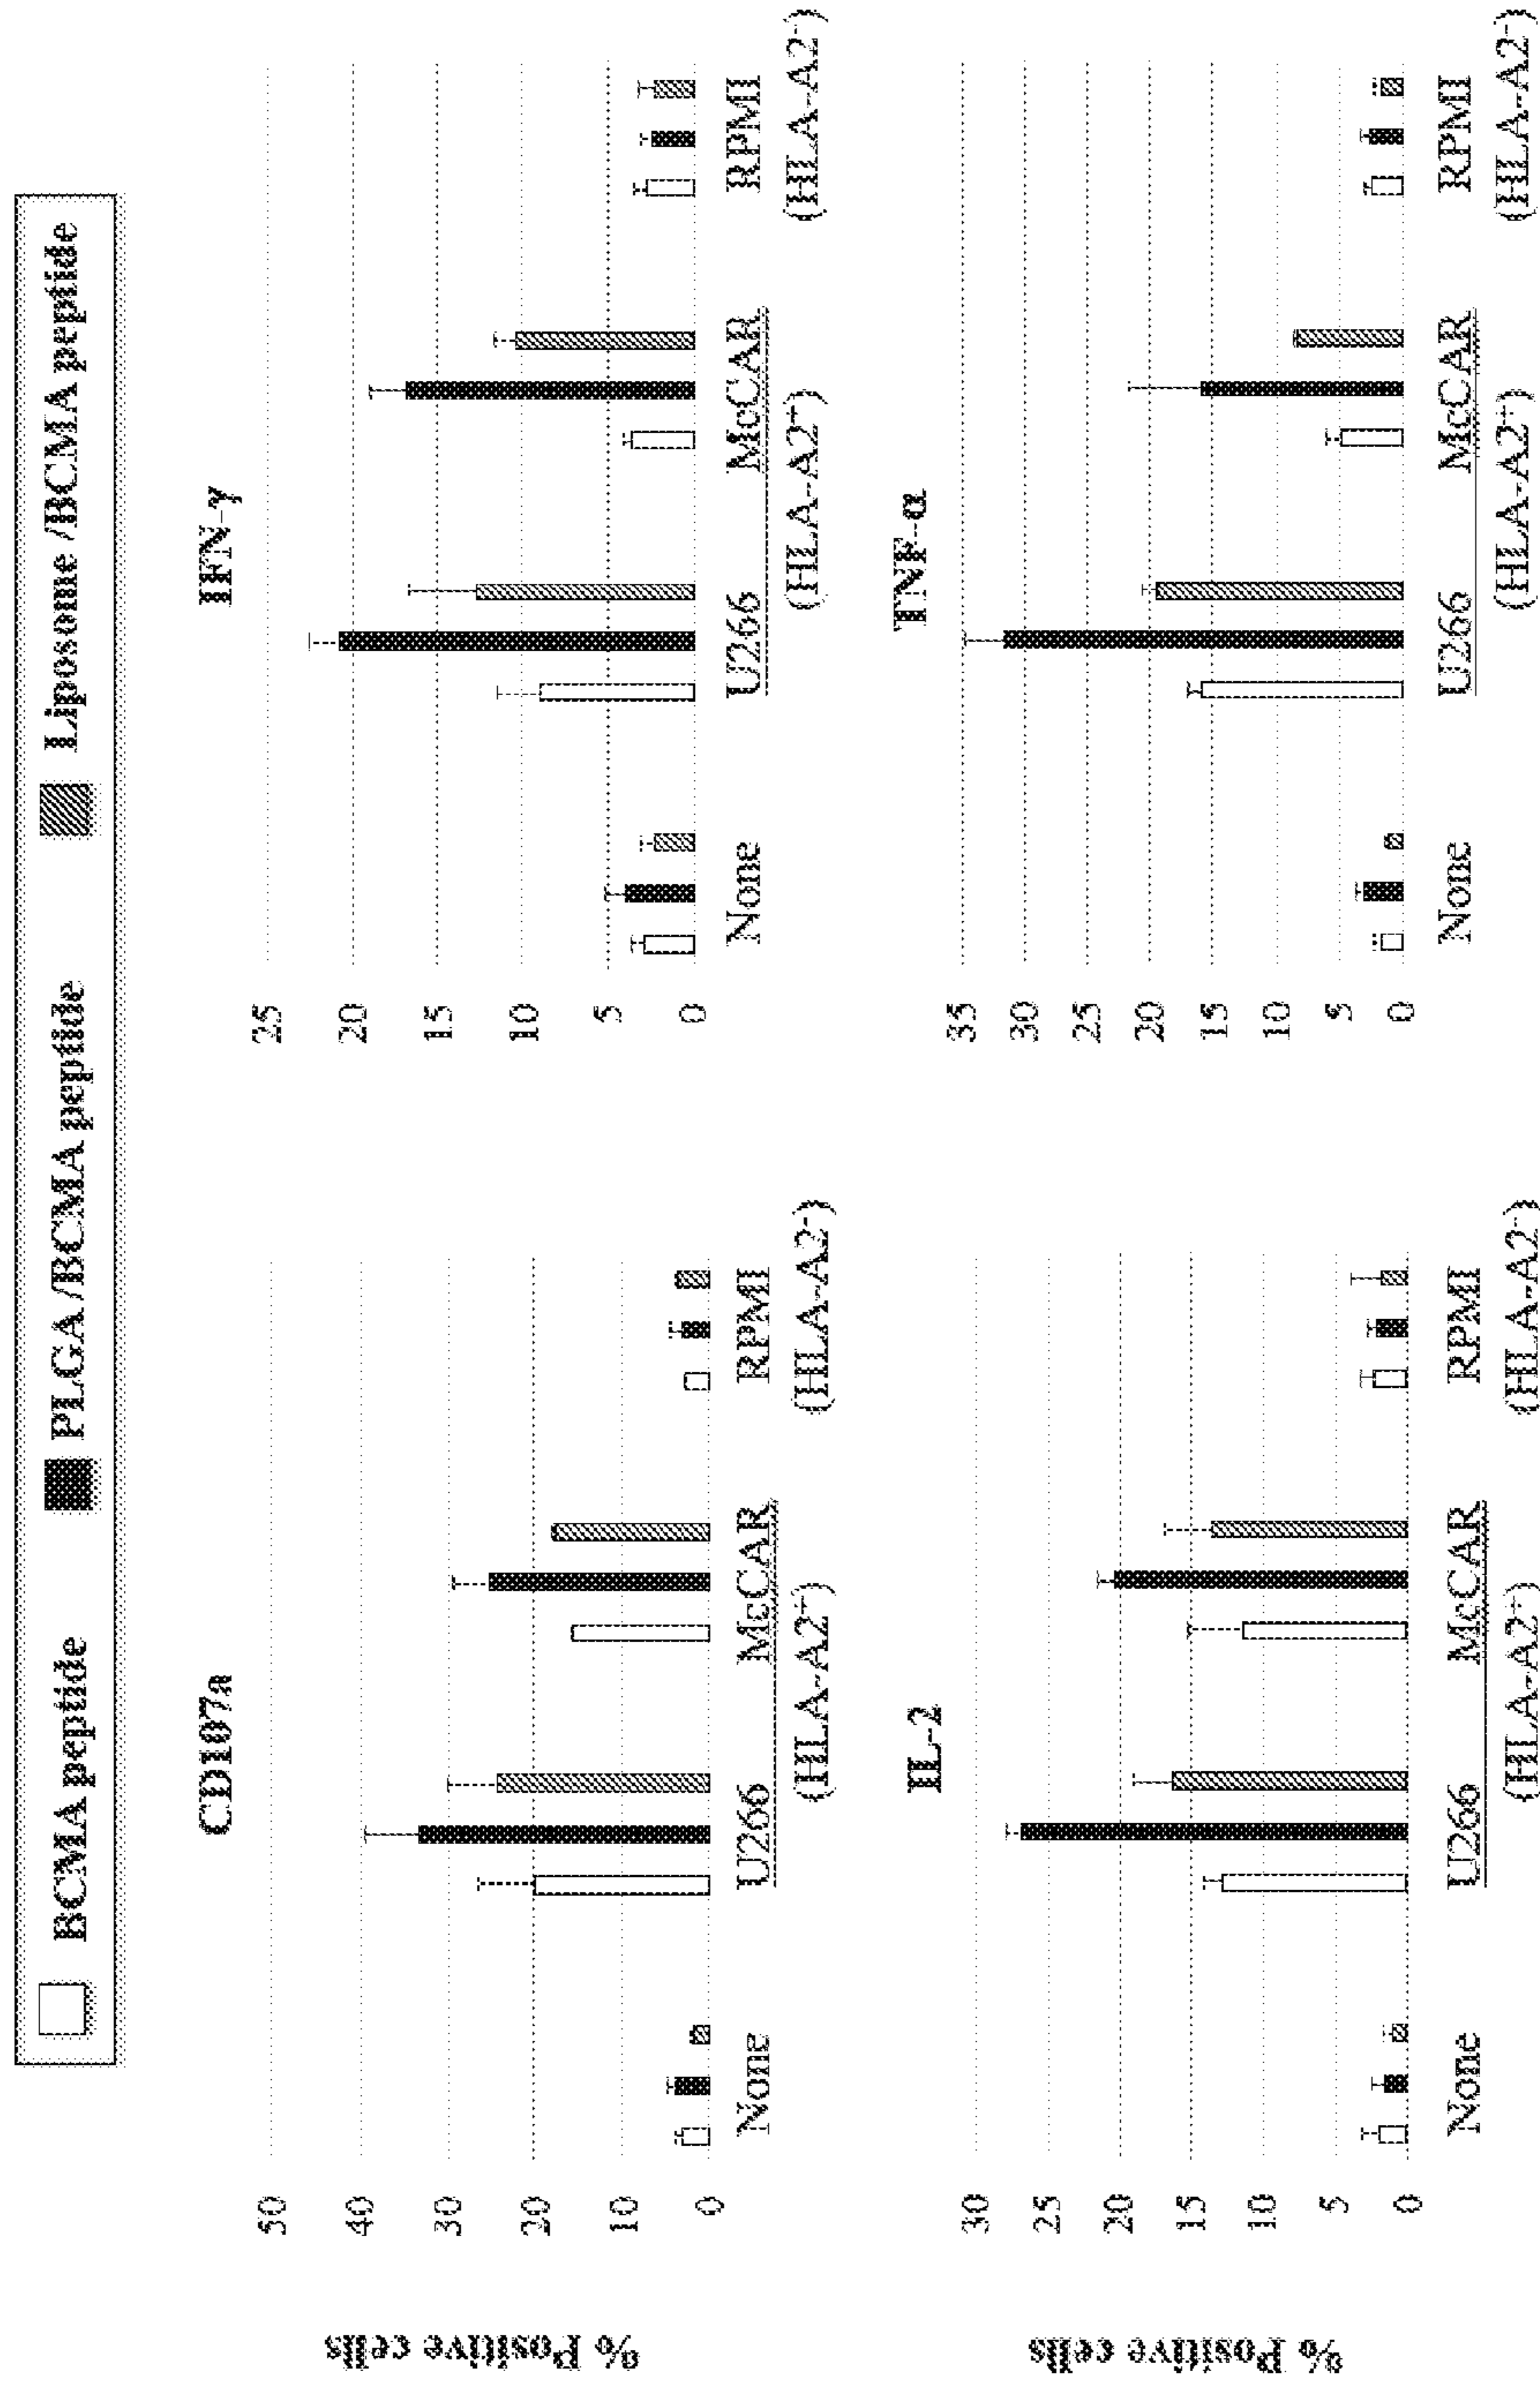 BCMA peptide PLGA/BCMA peptide Liposome /BCMA peptide
CD107a
% Positive cells
50
40
30
20
10
0
None U266 McCAR RPMI
(HLA-A2+) (HLA-A2-)
IFN-γ
25
20
15
10
5
0
None U266 McCAR RPMI
(HLA-A2+) (HLA-A2-)
IL-2
% Positive cells
30
25
20
15
10
5
0
None U266 McCAR RPMI
(HLA-A2+) (HLA-A2-)
TNF-α
35
30
25
20
15
10
5
0
None U266 McCAR RPMI
(HLA-A2+) (HLA-A2-)